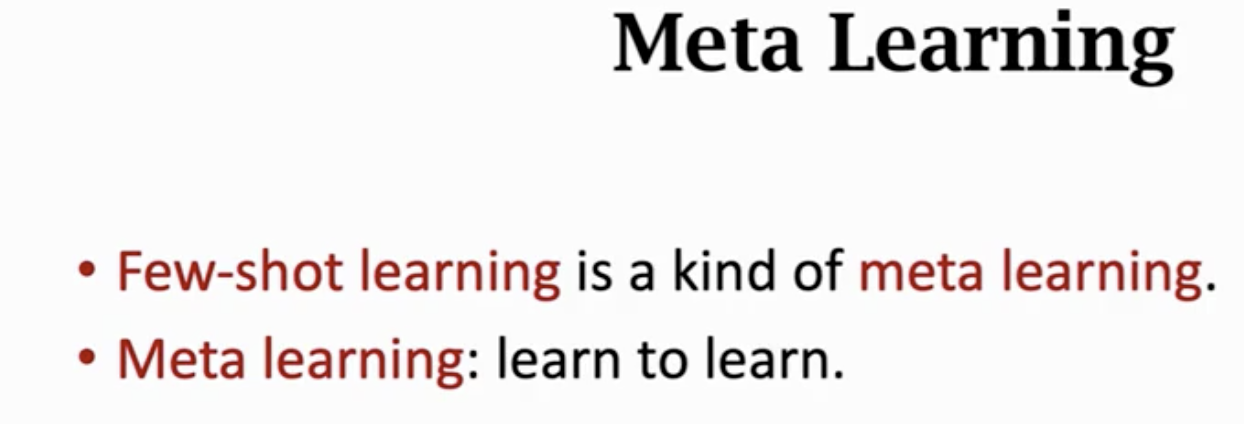 Meta Learning
• Few-shot learning is a kind of meta learning.
• Meta learning: learn to learn.